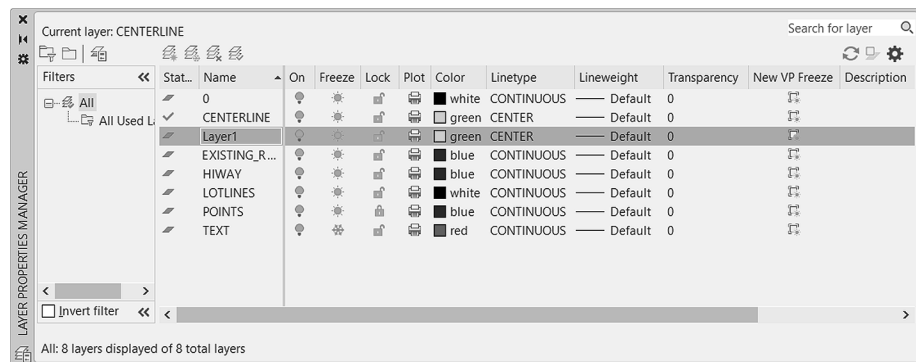 Current layer: CENTERLINE
Search for layer
Filters
Stat... Name On Freeze Lock Plot Color Linetype Lineweight Transparency New VP Freeze Description
All
All Used La
0 white CONTINUOUS Default 0
CENTERLINE green CENTER Default 0
Layer1 green CENTER Default 0
EXISTING_R... blue CONTINUOUS Default 0
HIWAY blue CONTINUOUS Default 0
LOTLINES white CONTINUOUS Default 0
POINTS blue CONTINUOUS Default 0
TEXT red CONTINUOUS Default 0
Invert filter
All: 8 layers displayed of 8 total layers
LAYER PROPERTIES MANAGER